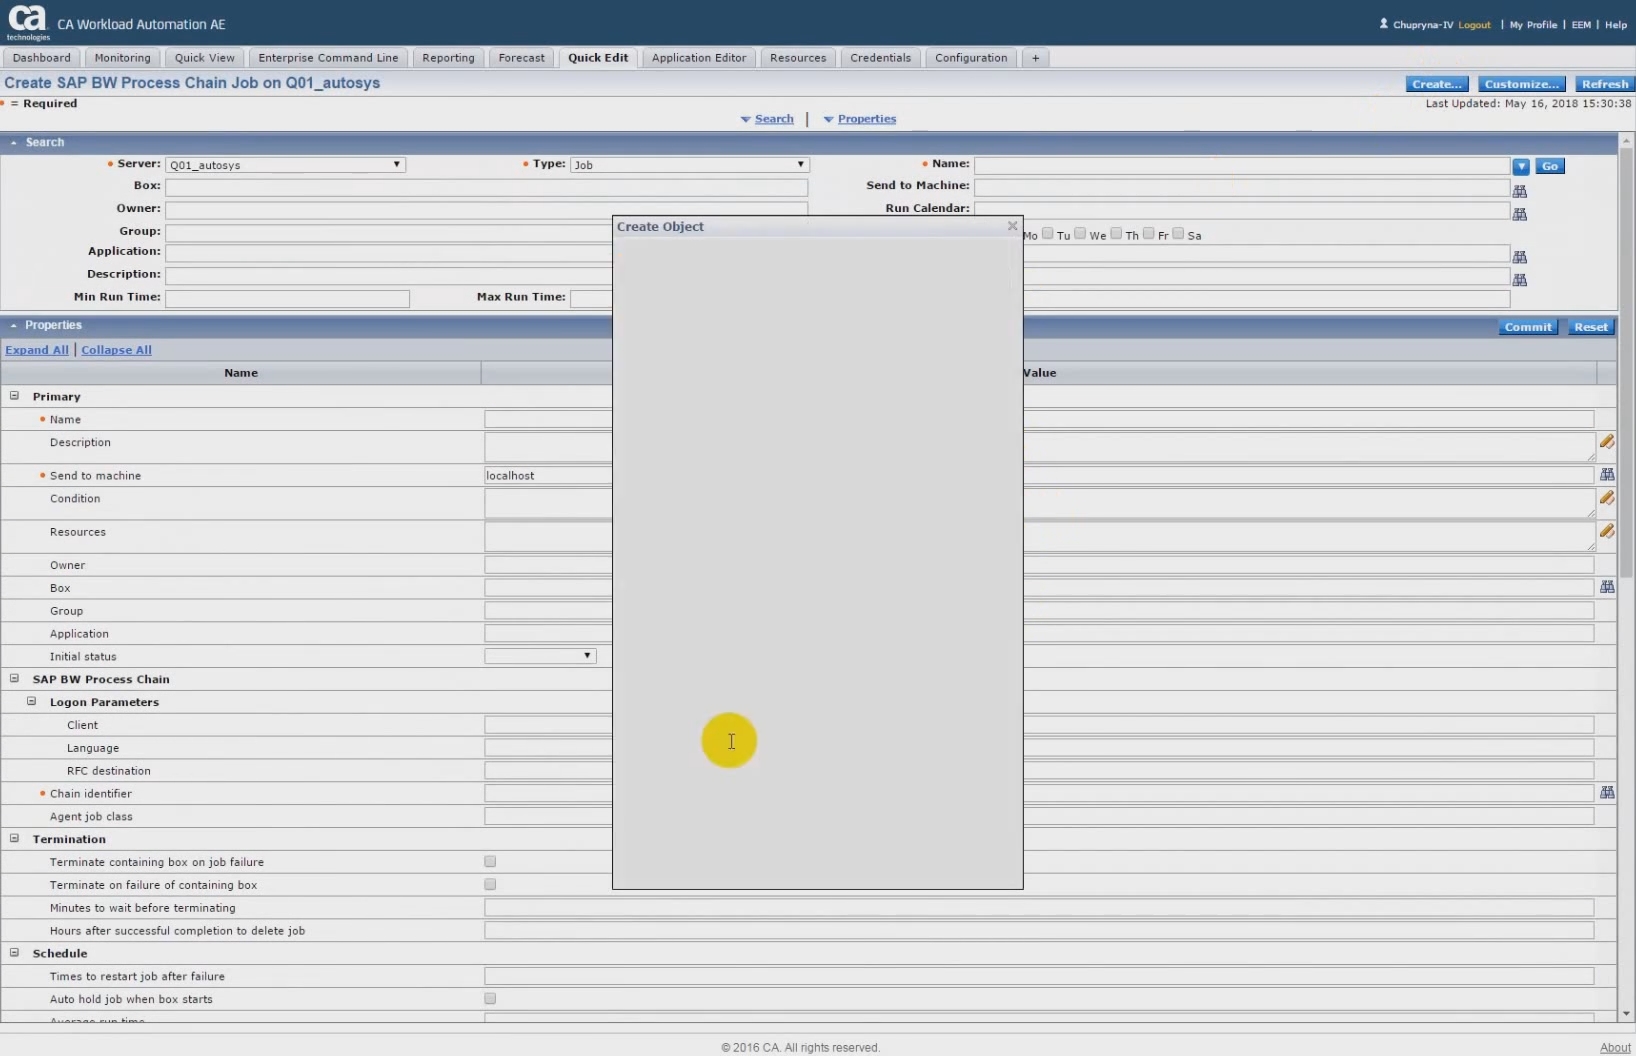 ca technologies
CA Workload Automation AE
Chupryna-IV Logout | My Profile | EEM | Help
Dashboard Monitoring Quick View Enterprise Command Line Reporting Forecast Quick Edit Application Editor Resources Credentials Configuration +
Create SAP BW Process Chain Job on Q01_autosys
Create... Customize... Refresh
= Required
Last Updated: May 16, 2018 15:30:38
Search | Properties
Search
Server: Q01_autosys Type: Job Name: Go
Box: Send to Machine:
Owner: Run Calendar:
Create Object
Group: Mo Tu We Th Fr Sa
Application:
Description:
Min Run Time: Max Run Time:
Properties
Commit Reset
Expand All | Collapse All
Name Value
Primary
Name
Description
Send to machine localhost
Condition
Resources
Owner
Box
Group
Application
Initial status
SAP BW Process Chain
Logon Parameters
Client
Language
RFC destination
Chain identifier
Agent job class
Termination
Terminate containing box on job failure
Terminate on failure of containing box
Minutes to wait before terminating
Hours after successful completion to delete job
Schedule
Times to restart job after failure
Auto hold job when box starts
Average run time
© 2016 CA. All rights reserved.
About